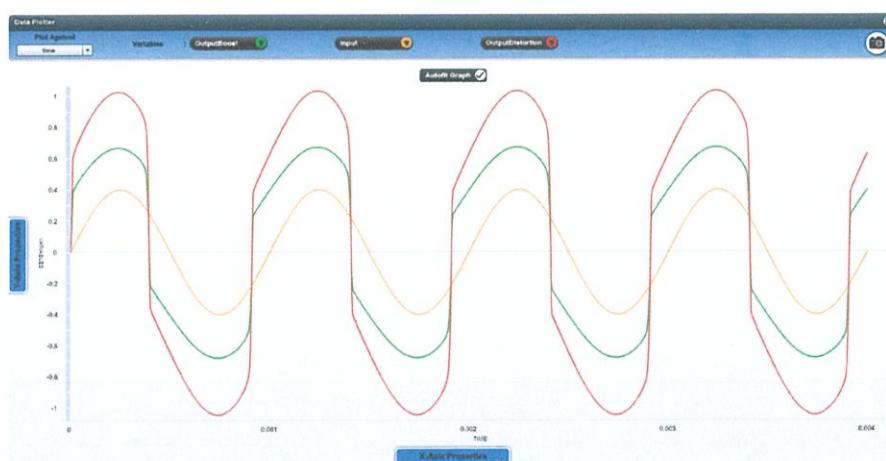 Data Plotter
Plot Against
time
Variables
OutputBoost
Input
OutputDistortion
Autofit Graph
1
0.8
0.6
0.4
0.2
0
-0.2
-0.4
-0.6
-0.8
-1
Y-Axis Properties
0 0.001 0.002 0.003 0.004
TIME
X-Axis Properties